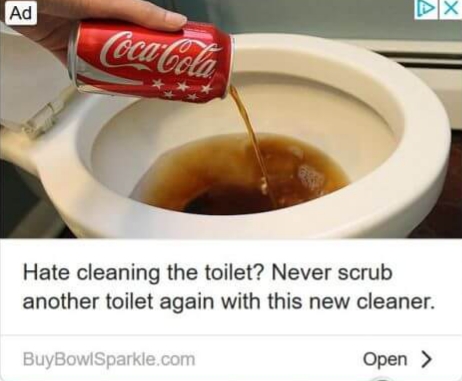 Ad
Coca-Cola
Hate cleaning the toilet? Never scrub
another toilet again with this new cleaner.
BuyBowlSparkle.com
Open